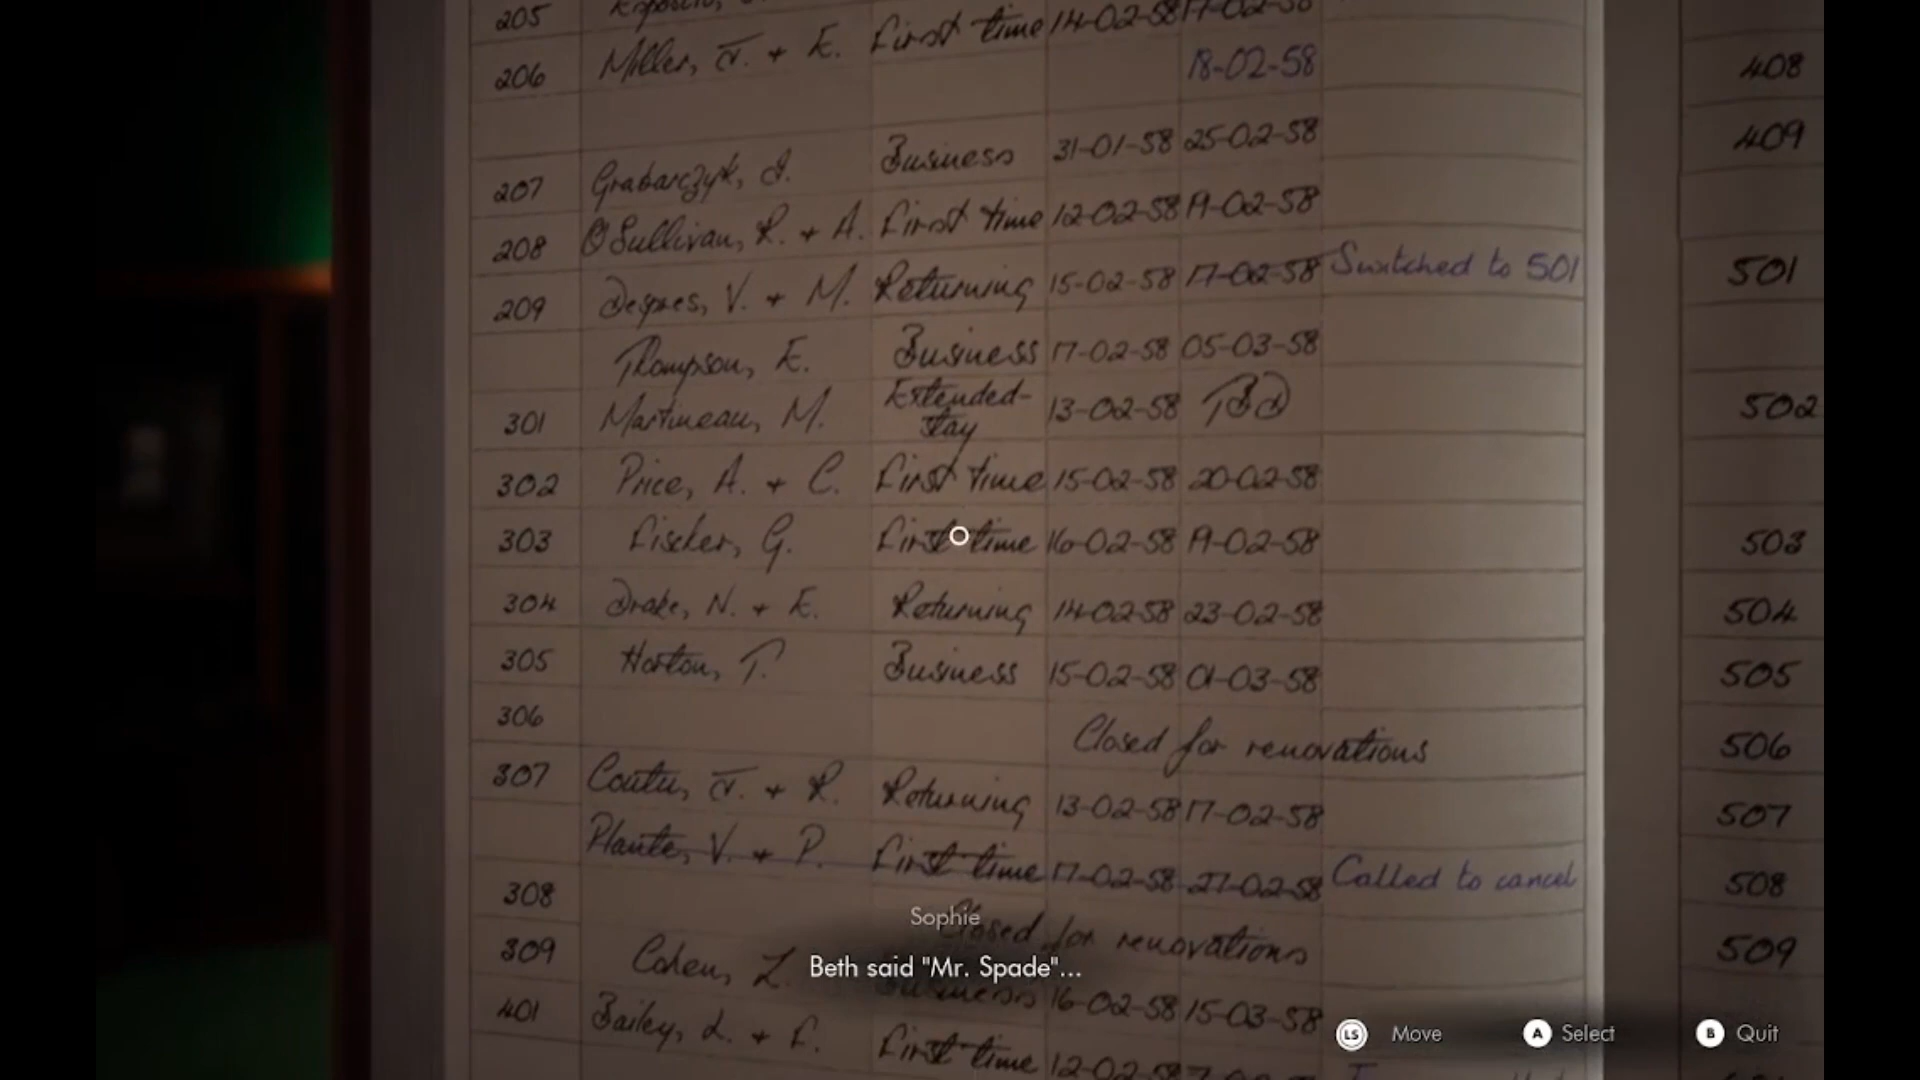 205
206 Miller, J. + E. First time 14-02-58 17-02-58
18-02-58
408
409
207 Grabarczyk, J. Business 31-01-58 25-02-58
208 O'Sullivan, R. + A. First time 12-02-58 19-02-58
209 Despres, V. + M. Returning 15-02-58 17-02-58 Switched to 501
501
Thompson, E. Business 17-02-58 05-03-58
301 Martineau, M. Extended-stay 13-02-58 TBD
502
302 Price, A. + C. First time 15-02-58 20-02-58
303 Fischer, G. First time 16-02-58 19-02-58
503
304 Drake, N. + E. Returning 14-02-58 23-02-58
504
305 Horton, T. Business 15-02-58 01-03-58
505
306 Closed for renovations
506
307 Coutu, J. + R. Returning 13-02-58 17-02-58
507
Plante, V. + P. First time 17-02-58 27-02-58 Called to cancel
508
308 Closed for renovations
509
309 Cohen, L. Business 16-02-58 15-03-58
401 Bailey, L. + F. First time 12-02-58
Sophie
Beth said "Mr. Spade"...
LS Move A Select B Quit